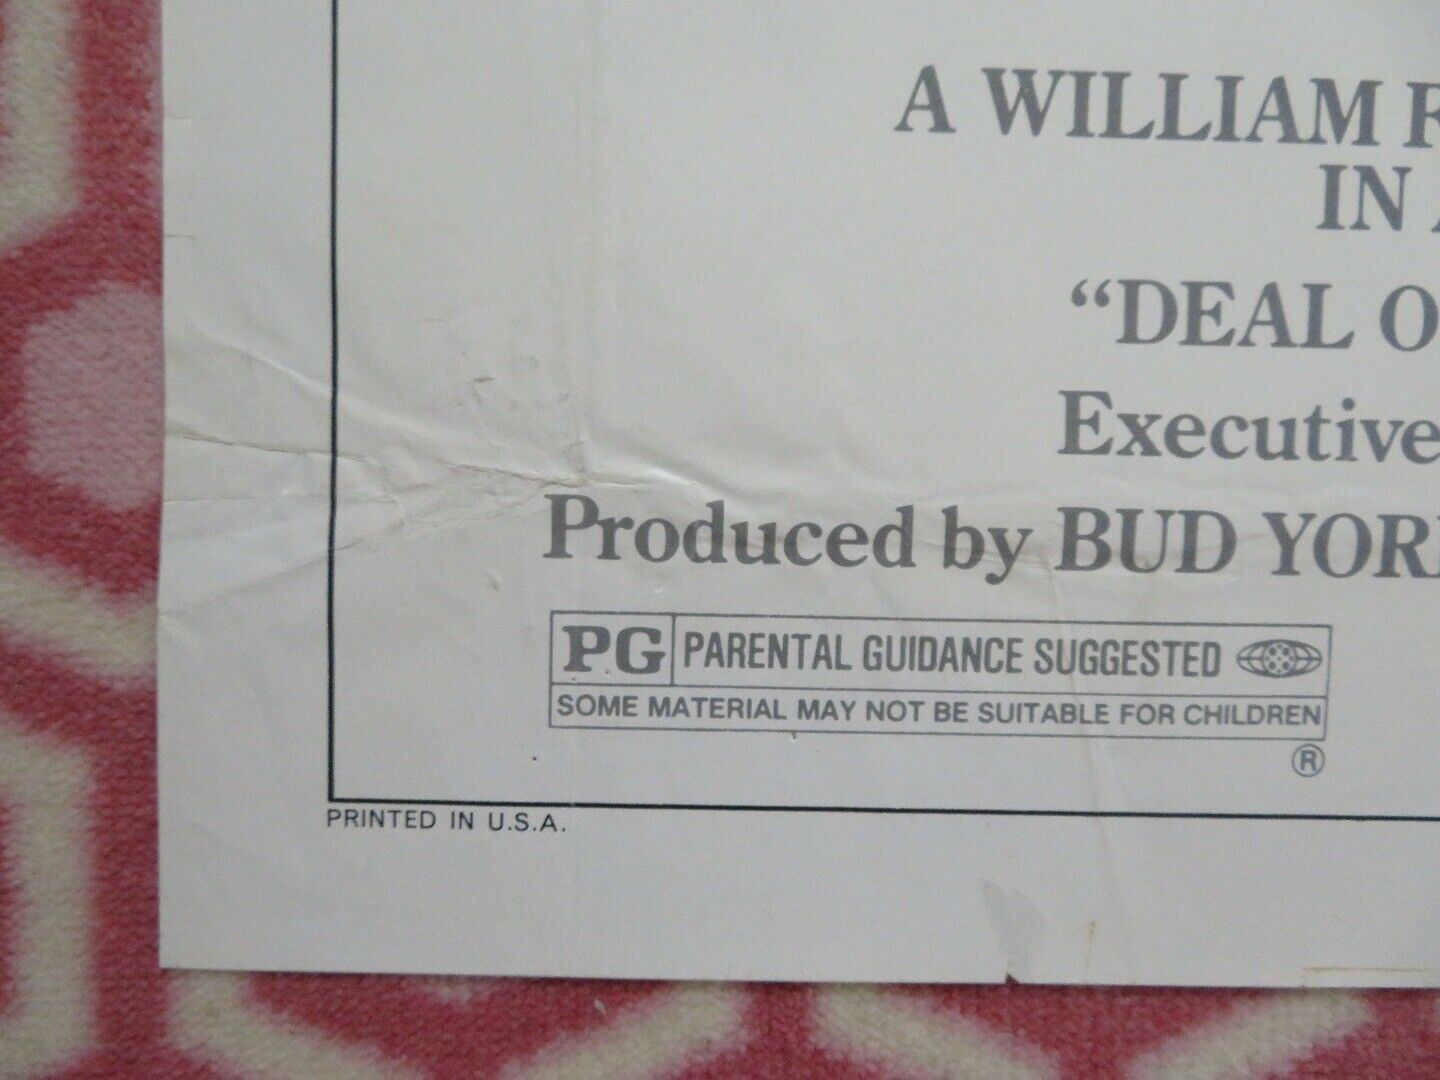 A WILLIAM R
IN A
“DEAL O
Executive
Produced by BUD YOR
PG PARENTAL GUIDANCE SUGGESTED
SOME MATERIAL MAY NOT BE SUITABLE FOR CHILDREN
®
PRINTED IN U.S.A.